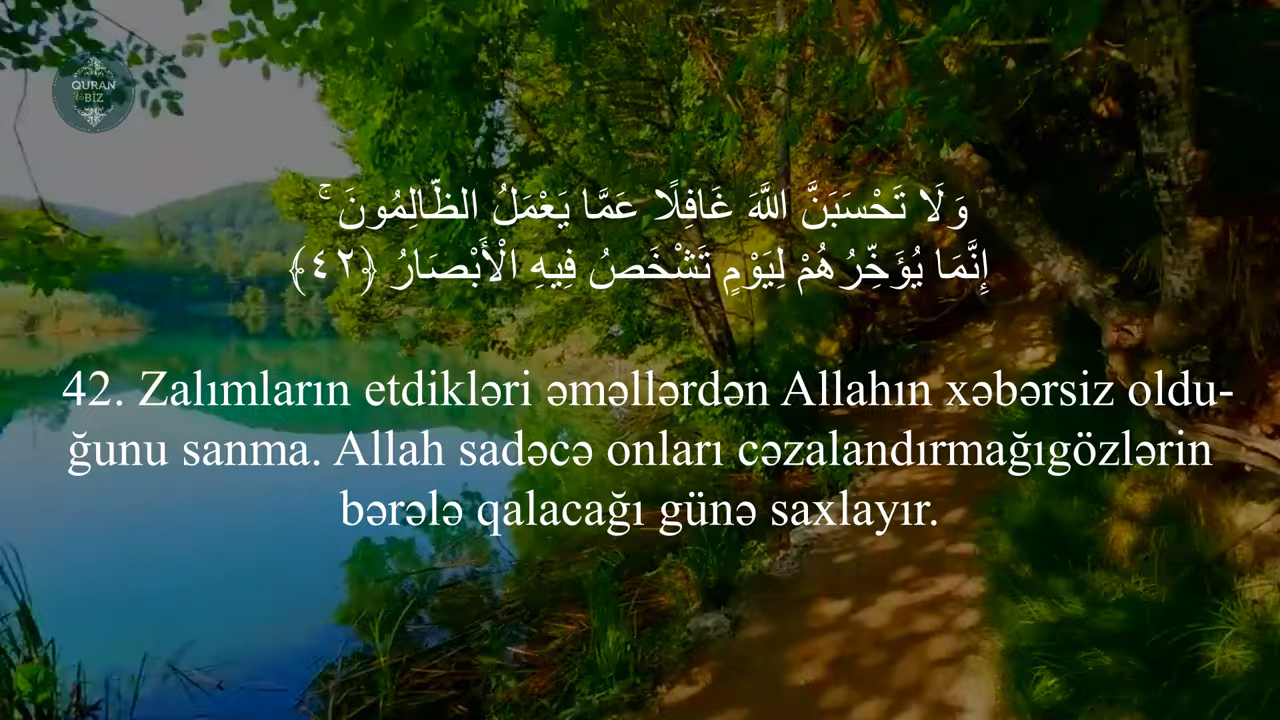 QURAN
BİZ
وَلَا تَحْسَبَنَّ اللَّهَ غَافِلًا عَمَّا يَعْمَلُ الظَّالِمُونَ ۚ
إِنَّمَا يُؤَخِّرُهُمْ لِيَوْمٍ تَشْخَصُ فِيهِ الْأَبْصَارُ ﴿٤٢﴾
42. Zalımların etdikləri əməllərdən Allahın xəbərsiz oldu-
ğunu sanma. Allah sadəcə onları cəzalandırmağıgözlərin
bərələ qalacağı günə saxlayır.